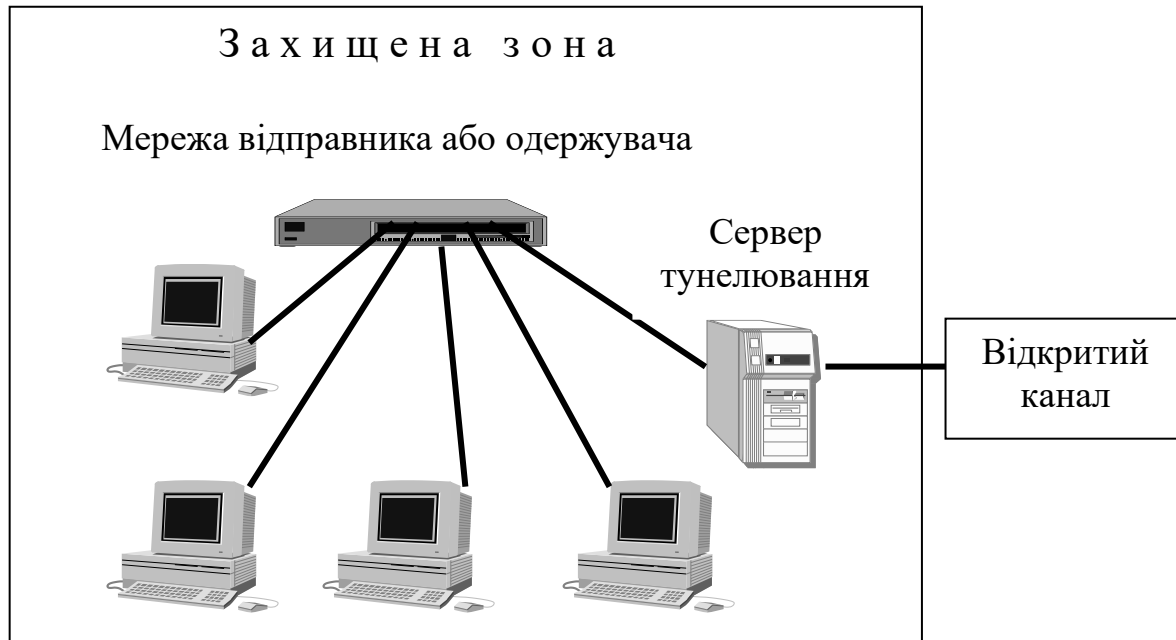 З а х и щ е н а з о н а
Мережа відправника або одержувача
Сервер
тунелювання
Відкритий
канал